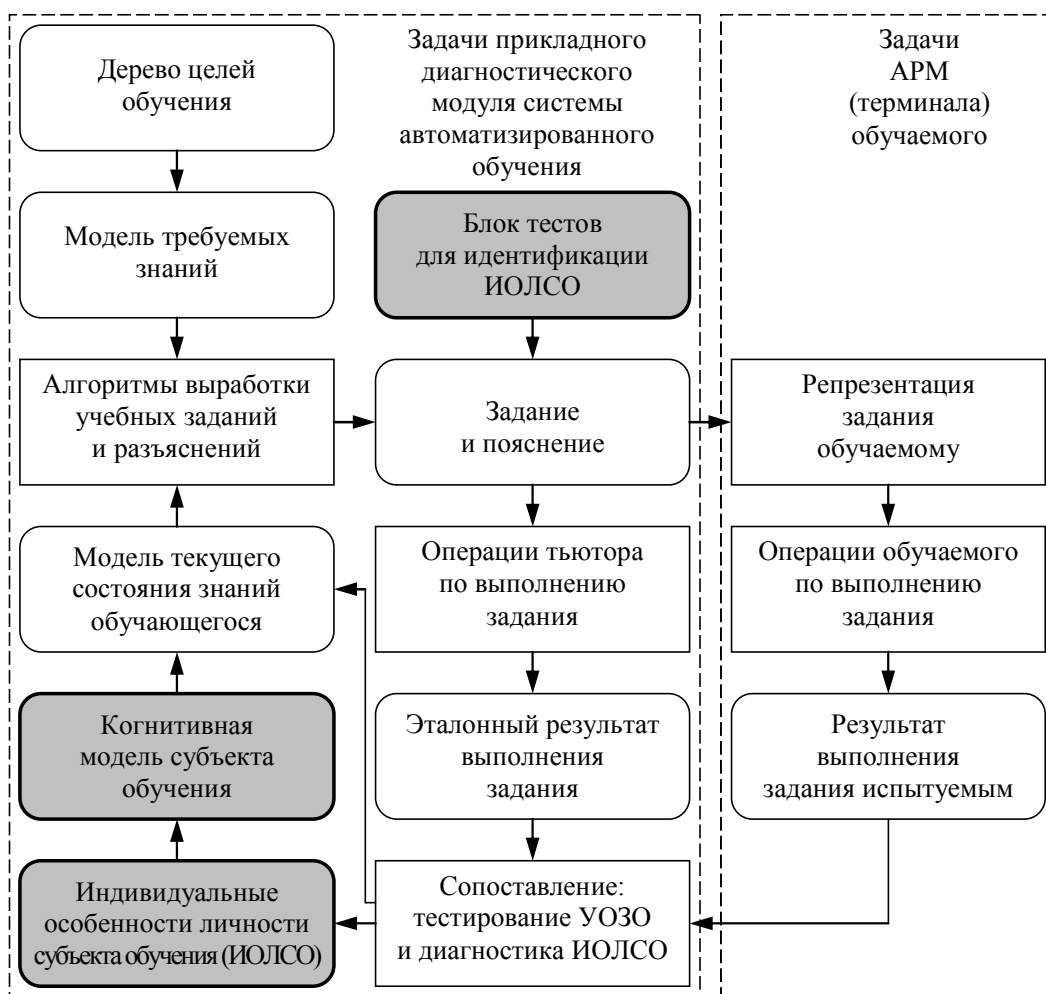 Дерево целей
обучения
Задачи прикладного
диагностического
модуля системы
автоматизированного
обучения
Задачи
АРМ
(терминала)
обучаемого
Модель требуемых
знаний
Блок тестов
для идентификации
ИОЛСО
Алгоритмы выработки
учебных заданий
и разъяснений
Задание
и пояснение
Репрезентация
задания
обучаемому
Модель текущего
состояния знаний
обучающегося
Операции тьютора
по выполнению
задания
Операции обучаемого
по выполнению
задания
Когнитивная
модель субъекта
обучения
Эталонный результат
выполнения
задания
Результат
выполнения
задания испытуемым
Индивидуальные
особенности личности
субъекта обучения (ИОЛСО)
Сопоставление:
тестирование УОЗО
и диагностика ИОЛСО